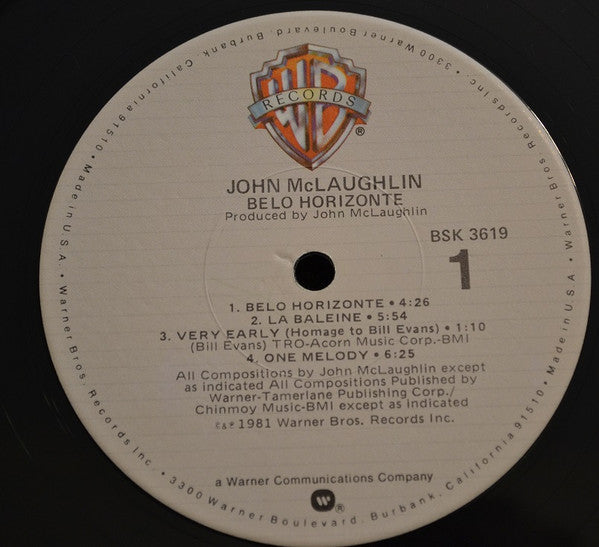 WB
RECORDS
®
JOHN McLAUGHLIN
BELO HORIZONTE
Produced by John McLaughlin
BSK 3619
1
1. BELO HORIZONTE • 4:26
2. LA BALEINE • 5:54
3. VERY EARLY (Homage to Bill Evans) • 1:10
(Bill Evans) TRO-Acorn Music Corp.-BMI
4. ONE MELODY • 6:25
All Compositions by John McLaughlin except
as indicated All Compositions Published by
Warner-Tamerlane Publishing Corp./
Chinmoy Music-BMI except as indicated
©&℗ 1981 Warner Bros. Records Inc.
a Warner Communications Company
®
Made in U.S.A. • Warner Bros. Records Inc. • 3300 Warner Boulevard, Burbank, California 91510 • Made in U.S.A. • Warner Bros. Records Inc. • 3300 Warner Boulevard, Burbank, California 91510 •